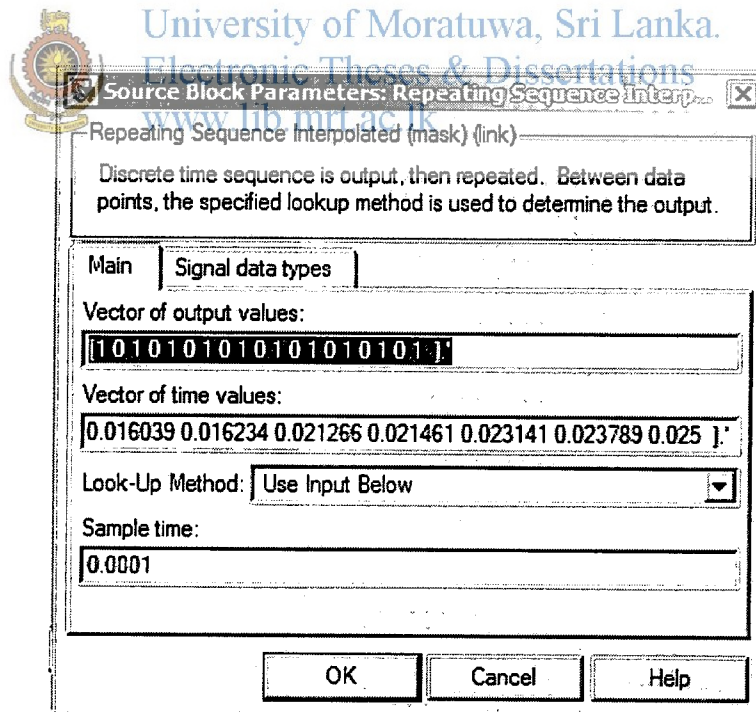 University of Moratuwa, Sri Lanka.
Electronic Theses & Dissertations
www.lib.mrt.ac.lk
Source Block Parameters: Repeating Sequence Interp...
Repeating Sequence Interpolated (mask) (link)
Discrete time sequence is output, then repeated. Between data
points, the specified lookup method is used to determine the output.
Main Signal data types
Vector of output values:
[1 0 1 0 1 0 1 0 1 0 1 0 1 0 1 0 1 0 1 ].'
Vector of time values:
0.016039 0.016234 0.021266 0.021461 0.023141 0.023789 0.025 ].'
Look-Up Method: Use Input Below
Sample time:
0.0001
OK Cancel Help